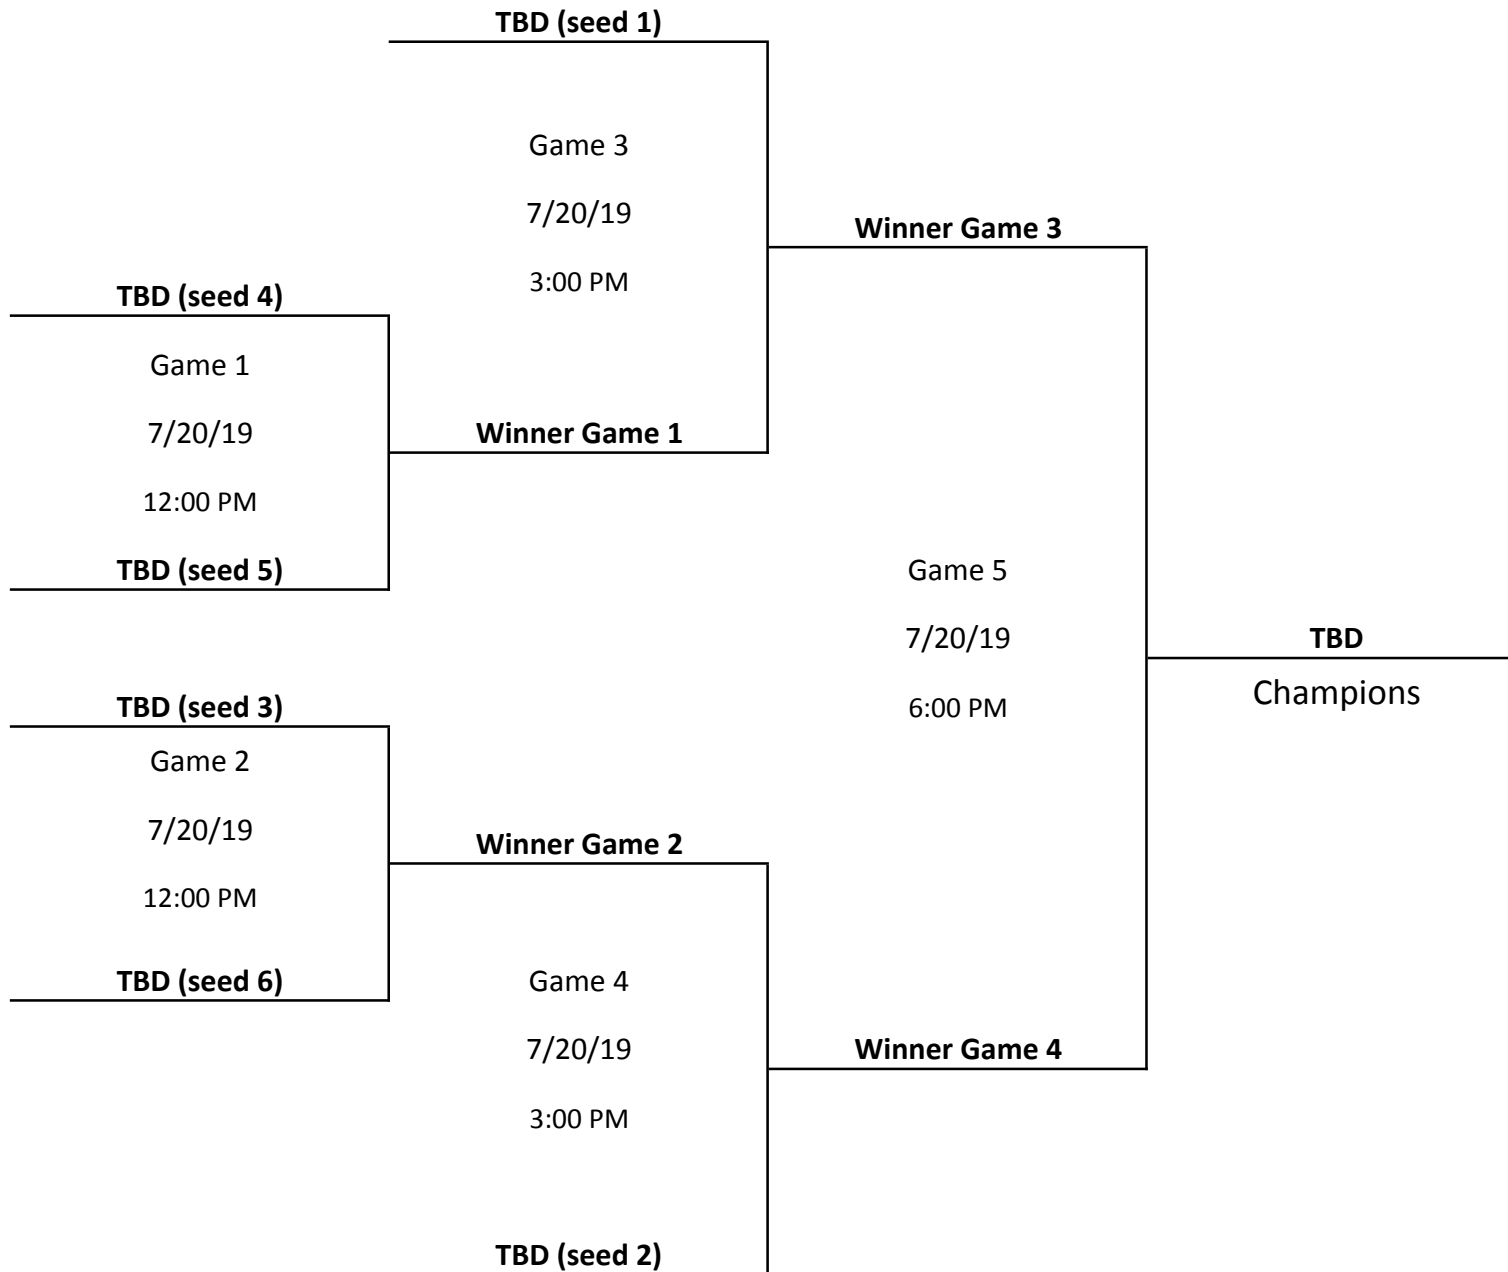 TBD (seed 1)
Game 3
7/20/19
3:00 PM
Winner Game 3
TBD (seed 4)
Game 1
7/20/19
12:00 PM
TBD (seed 5)
Winner Game 1
Game 5
7/20/19
6:00 PM
TBD
Champions
TBD (seed 3)
Game 2
7/20/19
12:00 PM
TBD (seed 6)
Winner Game 2
Game 4
7/20/19
3:00 PM
Winner Game 4
TBD (seed 2)